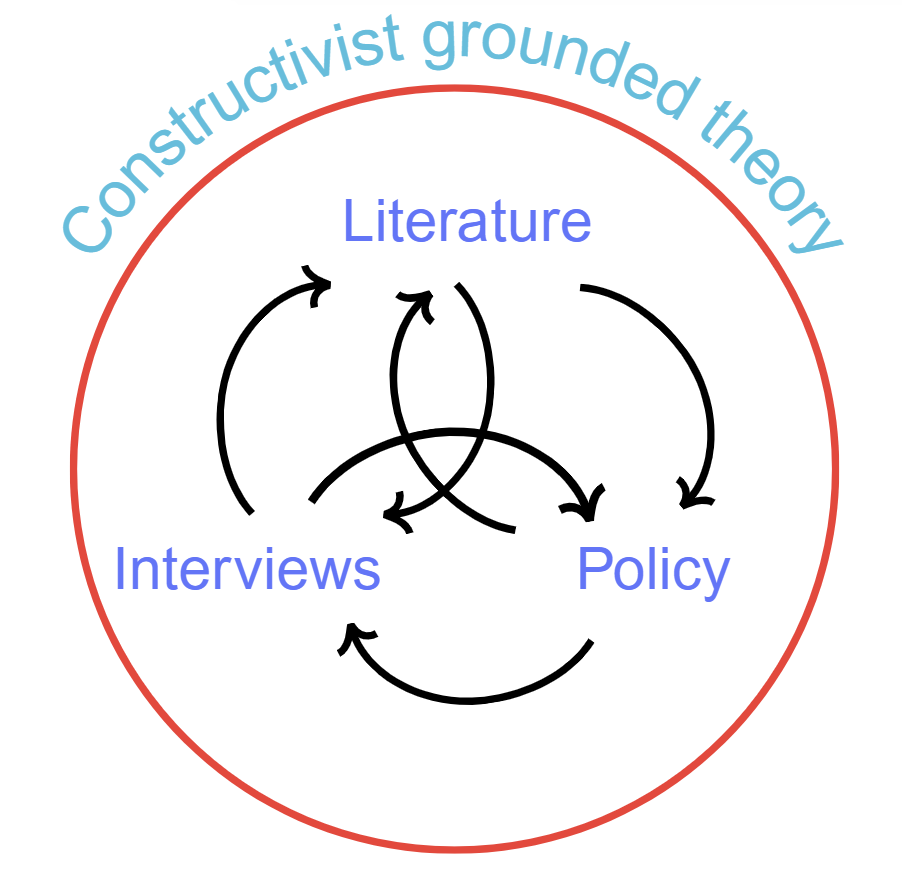 Constructivist grounded theory
Literature
Interviews
Policy